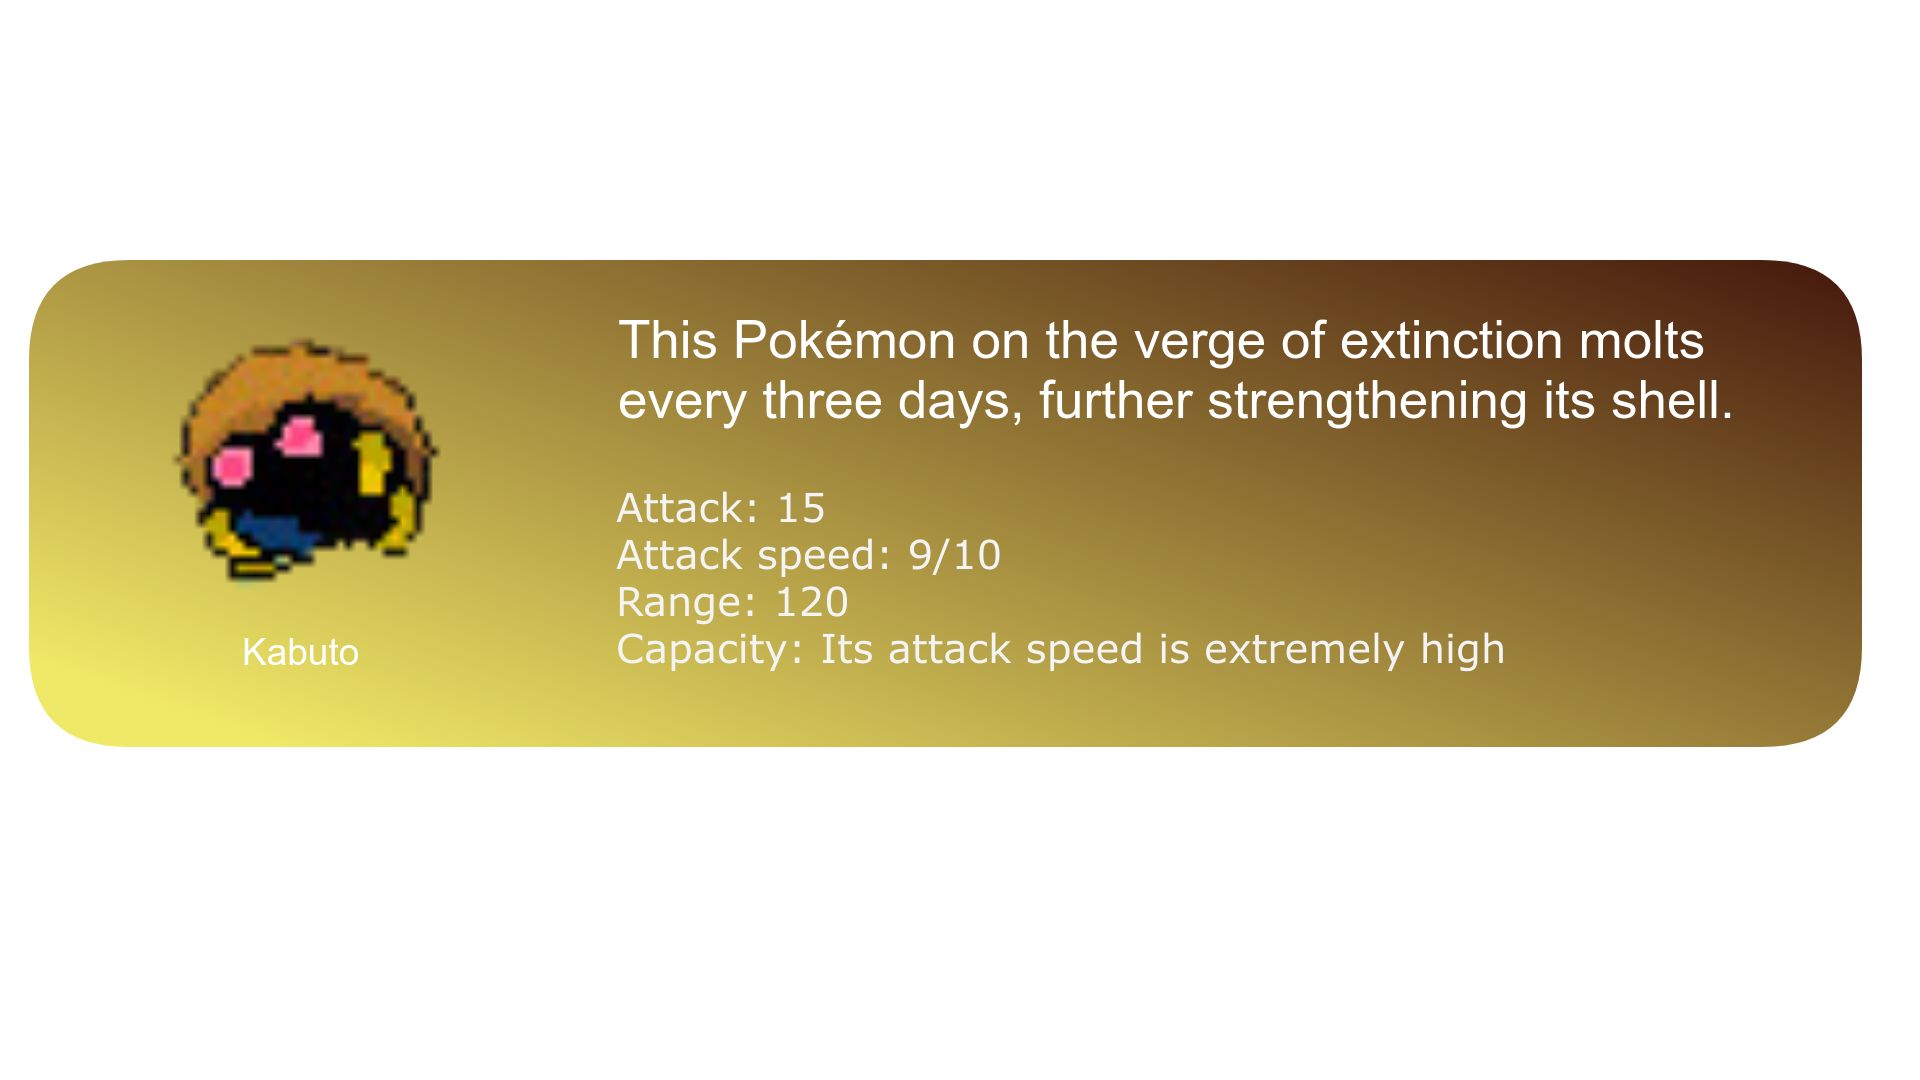 This Pokémon on the verge of extinction molts
every three days, further strengthening its shell.
Attack: 15
Attack speed: 9/10
Range: 120
Capacity: Its attack speed is extremely high
Kabuto